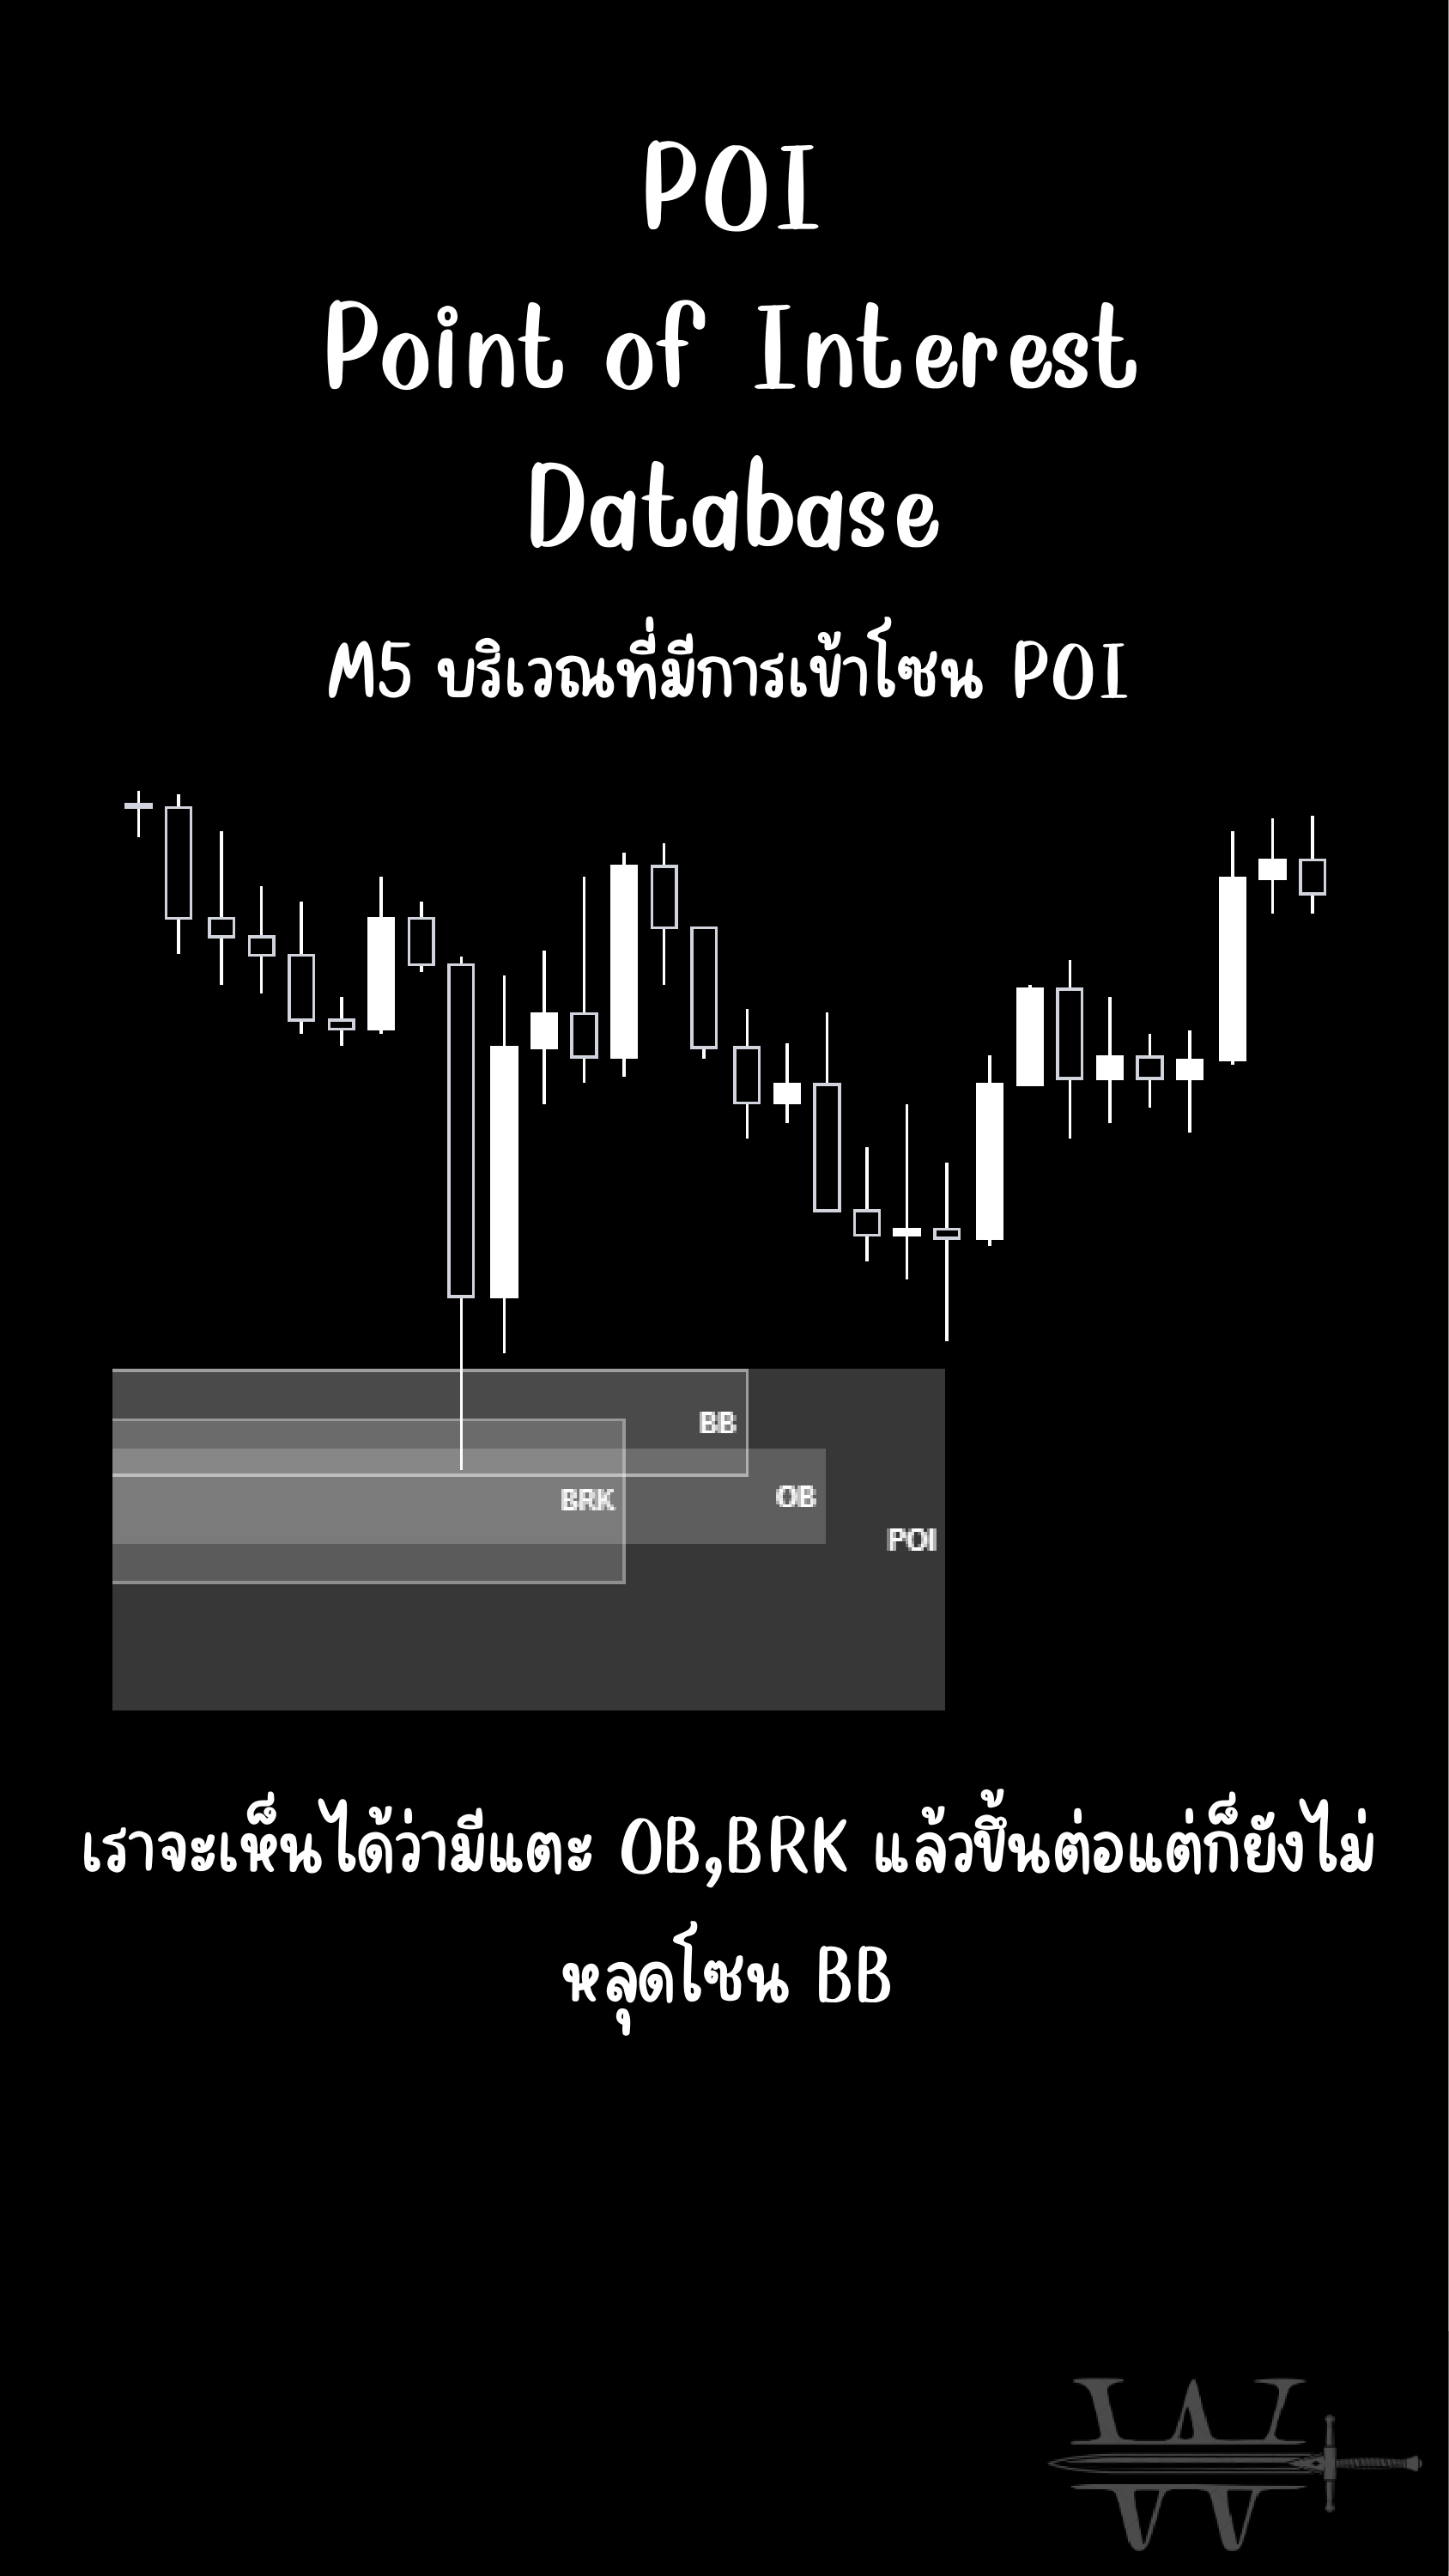 POI
Point of Interest
Database
M5 บริเวณที่มีการเข้าโซน POI
BB
BRK
OB
POI
เราจะเห็นได้ว่ามีแตะ OB,BRK แล้วขึ้นต่อแต่ก็ยังไม่
หลุดโซน BB
W